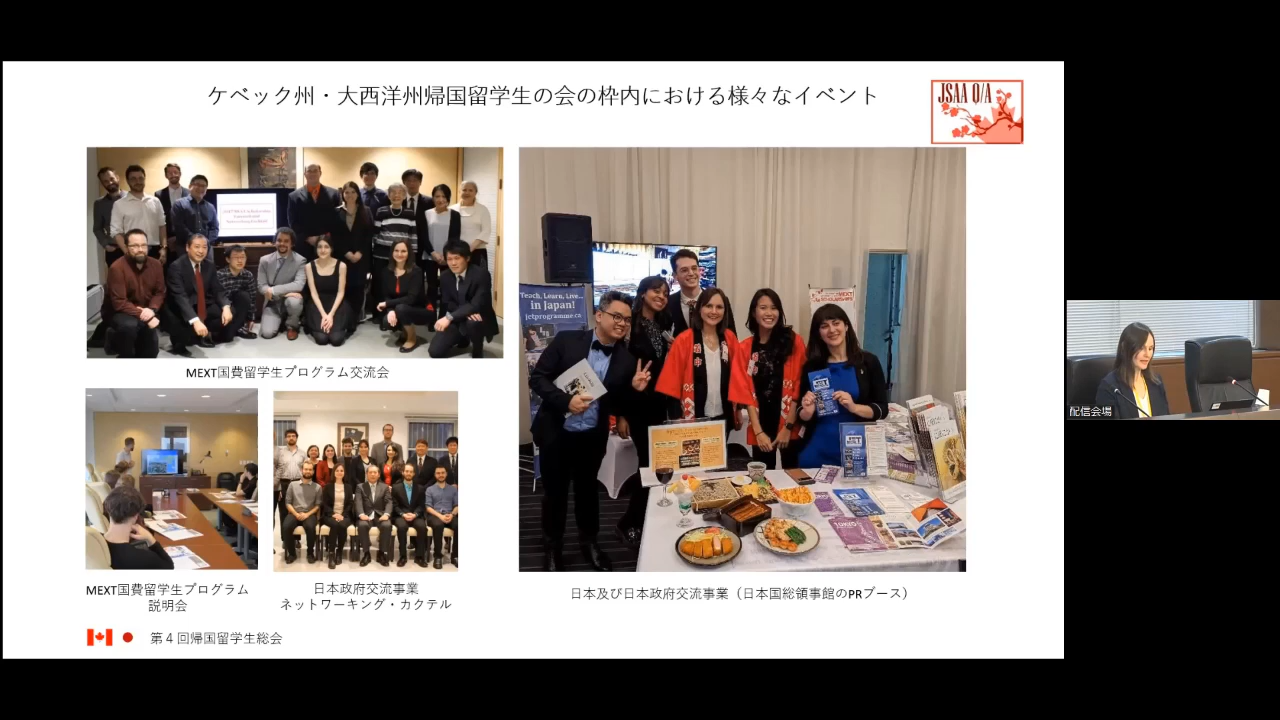 ケベック州・大西洋州帰国留学生の会の枠内における様々なイベント
JSAA Q/A
Teach, Learn, Live...
in Japan!
jetprogramme.ca
MEXT国費留学生プログラム交流会
MEXT国費留学生プログラム
説明会
日本政府交流事業
ネットワーキング・カクテル
日本及び日本政府交流事業（日本国総領事館のPRブース）
第４回帰国留学生総会
配信会場